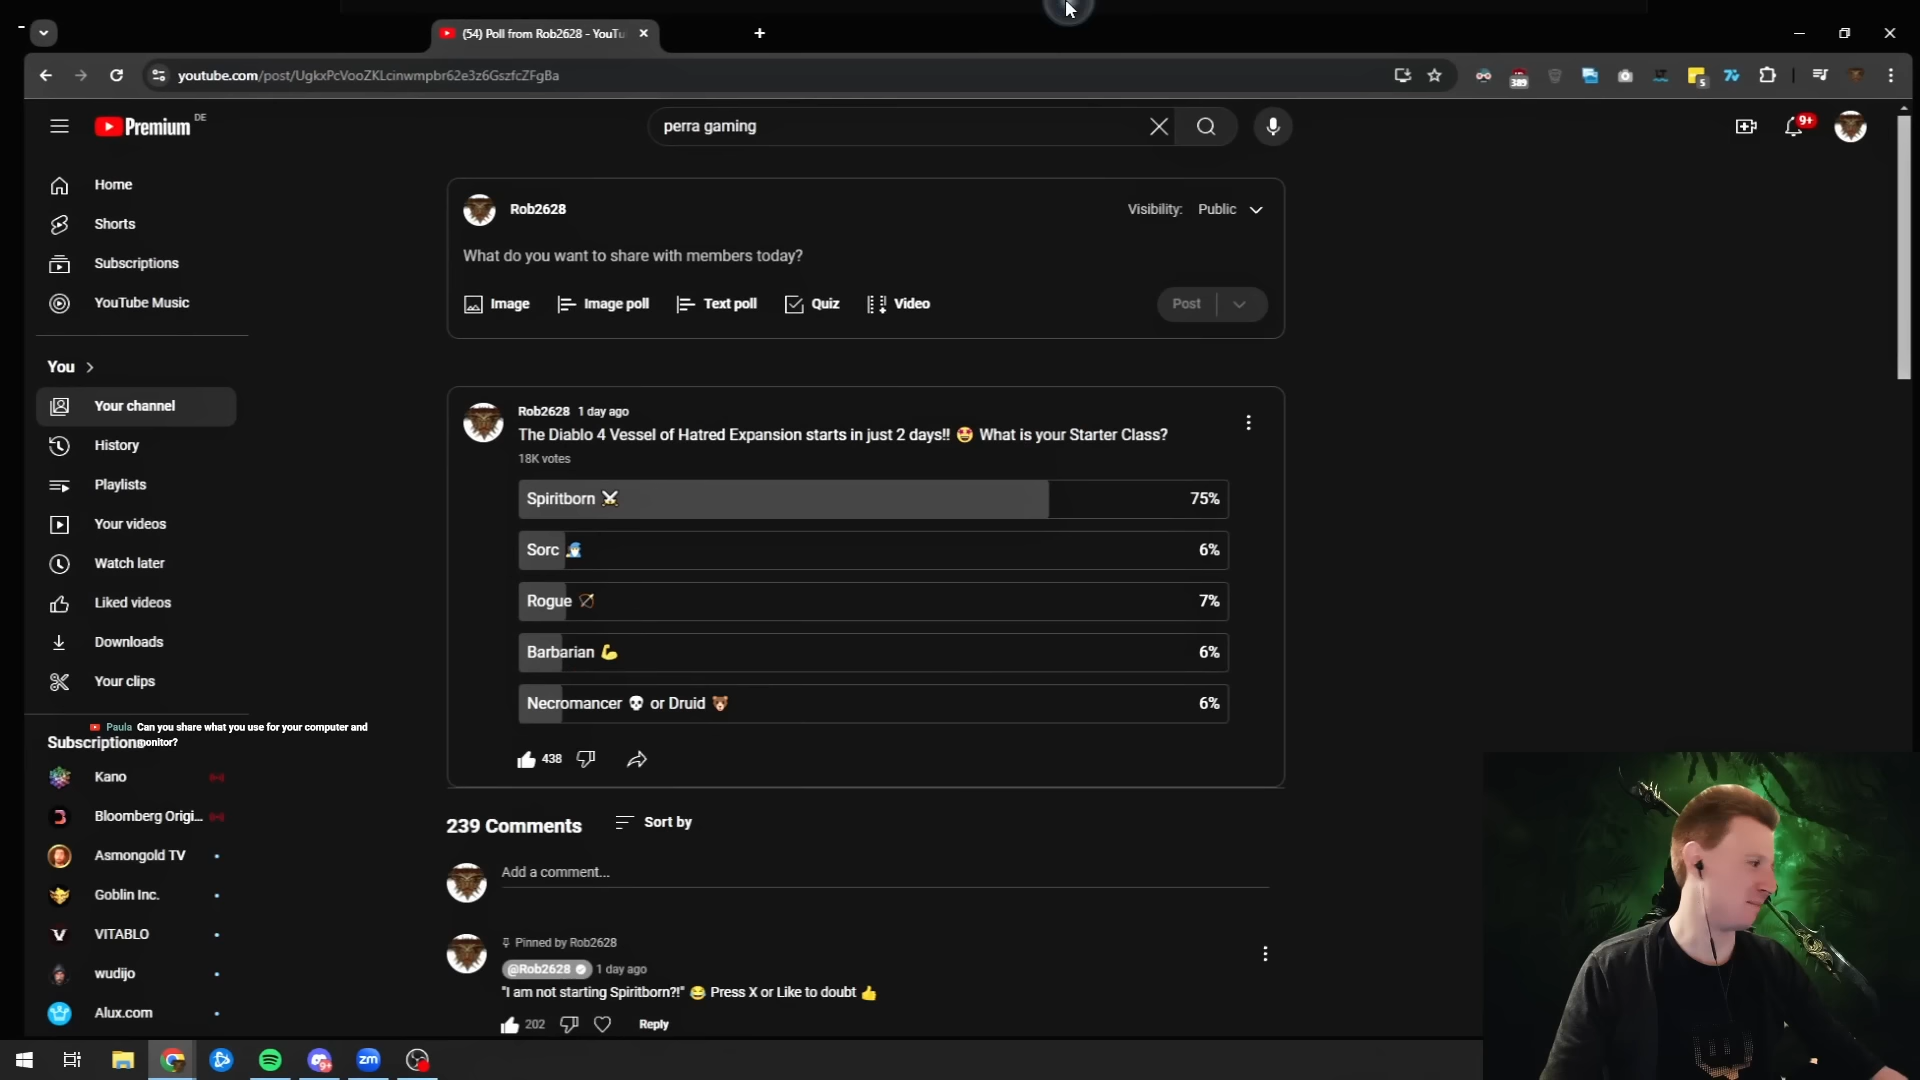 (54) Poll from Rob2628 - YouTu
youtube.com/post/UgkxPcVooZKLcinwmpbr62e3z6GszfcZFgBa
389
5
Premium DE
perra gaming
9+
Home
Shorts
Subscriptions
YouTube Music
You
Your channel
History
Playlists
Your videos
Watch later
Liked videos
Downloads
Your clips
Paula Can you share what you use for your computer and
monitor?
Subscriptions
Kano
Bloomberg Origi...
Asmongold TV
Goblin Inc.
VITABLO
wudijo
Alux.com
Rob2628
Visibility: Public
What do you want to share with members today?
Image
Image poll
Text poll
Quiz
Video
Post
Rob2628 1 day ago
The Diablo 4 Vessel of Hatred Expansion starts in just 2 days!! 🤩 What is your Starter Class?
18K votes
Spiritborn ⚔️ 75%
Sorc 🧙 6%
Rogue 🏹 7%
Barbarian 💪 6%
Necromancer 💀 or Druid 🐻 6%
438
239 Comments
Sort by
Add a comment...
Pinned by Rob2628
@Rob2628 1 day ago
"I am not starting Spiritborn?!" 😂 Press X or Like to doubt 👍
202
Reply
9+
zm